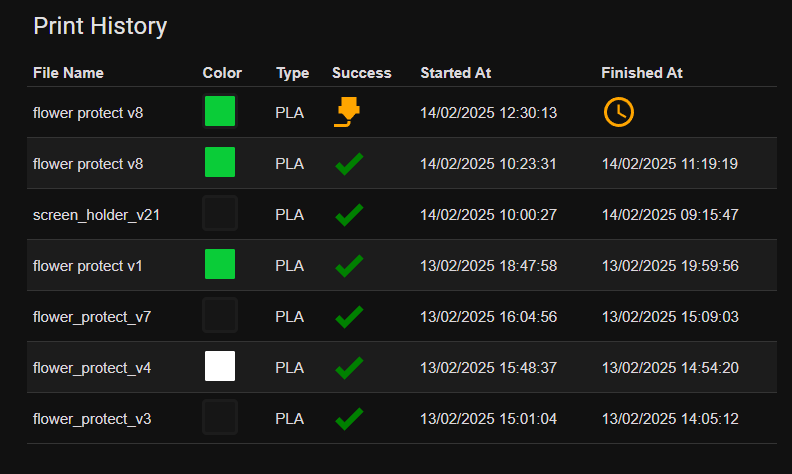 Print History
File Name Color Type Success Started At Finished At
flower protect v8 PLA 14/02/2025 12:30:13
flower protect v8 PLA 14/02/2025 10:23:31 14/02/2025 11:19:19
screen_holder_v21 PLA 14/02/2025 10:00:27 14/02/2025 09:15:47
flower protect v1 PLA 13/02/2025 18:47:58 13/02/2025 19:59:56
flower_protect_v7 PLA 13/02/2025 16:04:56 13/02/2025 15:09:03
flower_protect_v4 PLA 13/02/2025 15:48:37 13/02/2025 14:54:20
flower_protect_v3 PLA 13/02/2025 15:01:04 13/02/2025 14:05:12